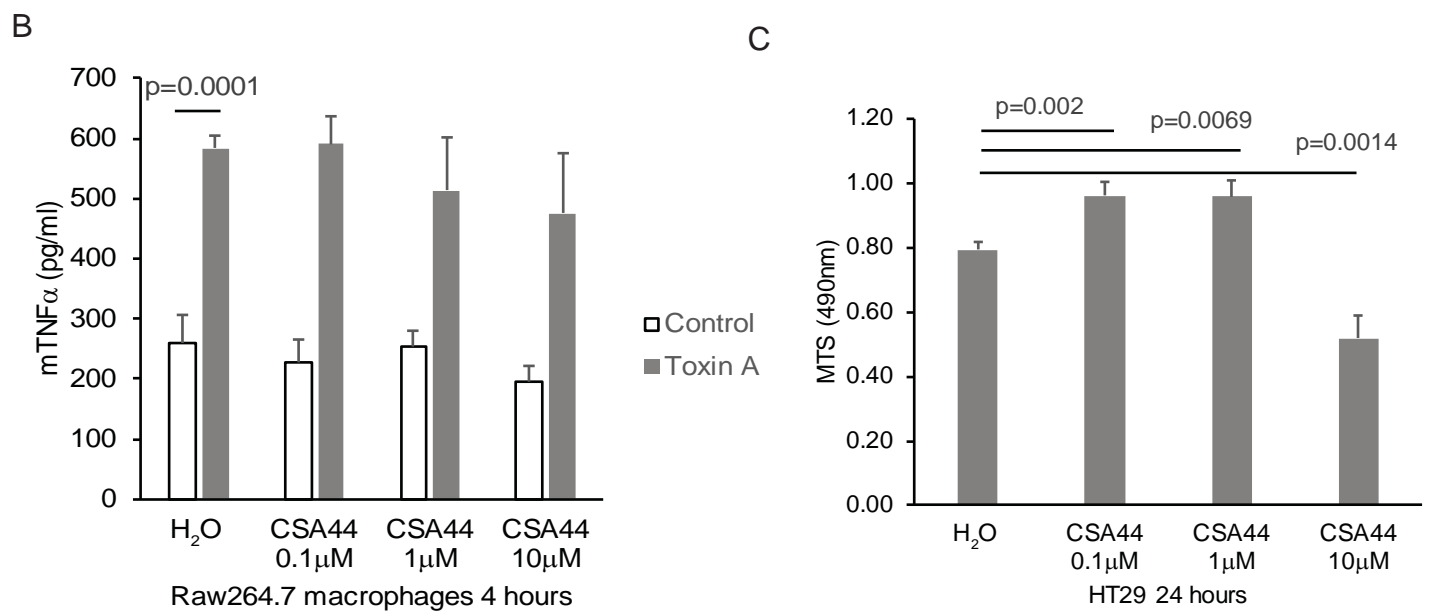 B
p=0.0001
700
600
500
400
300
200
100
0
mTNFα (pg/ml)
H₂O
CSA44
0.1μM
CSA44
1μM
CSA44
10μM
Raw264.7 macrophages 4 hours
Control
Toxin A
C
p=0.002
p=0.0069
p=0.0014
1.20
1.00
0.80
0.60
0.40
0.20
0.00
MTS (490nm)
H₂O
CSA44
0.1μM
CSA44
1μM
CSA44
10μM
HT29 24 hours